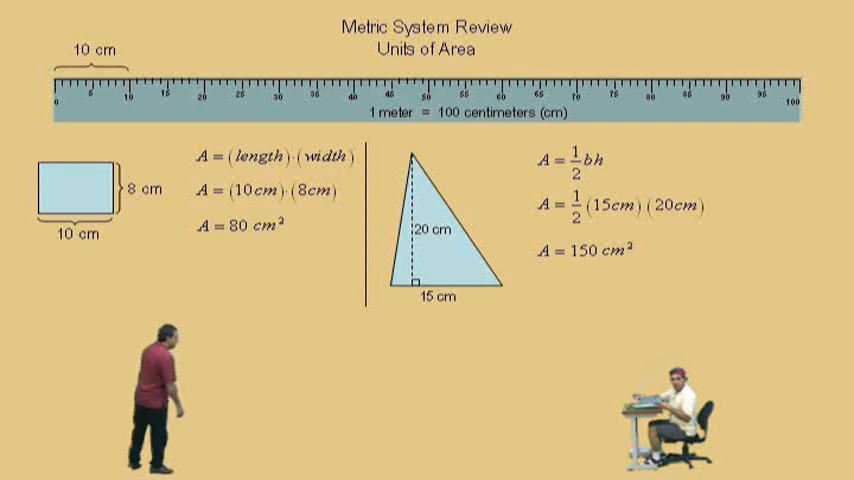 Metric System Review
Units of Area
10 cm
0 5 10 15 20 25 30 35 40 45 50 55 60 65 70 75 80 85 90 95 100
1 meter = 100 centimeters (cm)
A = (length)·(width)
A = (10cm)·(8cm)
A = 80 cm²
8 cm
10 cm
20 cm
15 cm
A = 1/2 bh
A = 1/2 (15cm)(20cm)
A = 150 cm²